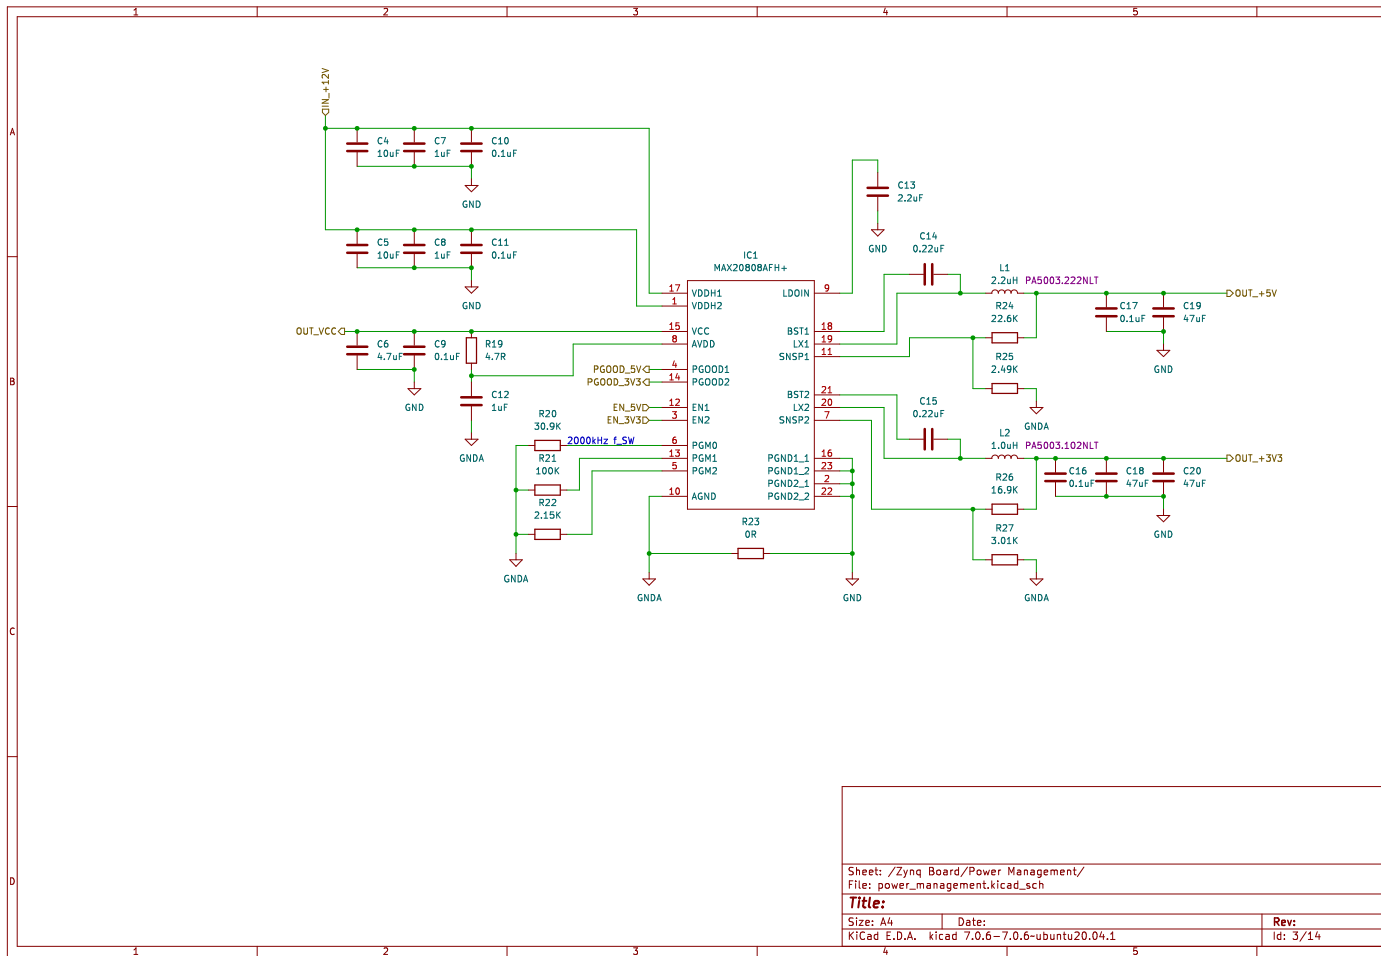 1 2 3 4 5
A
B
C
D
IN_+12V
C4
10uF
C7
1uF
C10
0.1uF
GND
C5
10uF
C8
1uF
C11
0.1uF
GND
OUT_VCC
C6
4.7uF
C9
0.1uF
GND
R19
4.7R
C12
1uF
GNDA
PGOOD_5V
PGOOD_3V3
EN_5V
EN_3V3
R20
30.9K
2000kHz f_SW
R21
100K
R22
2.15K
GNDA
IC1
MAX20808AFH+
17 VDDH1
1 VDDH2
15 VCC
8 AVDD
4 PGOOD1
14 PGOOD2
12 EN1
3 EN2
6 PGM0
13 PGM1
5 PGM2
10 AGND
LDOIN 9
BST1 18
LX1 19
SNSP1 11
BST2 21
LX2 20
SNSP2 7
PGND1_1 16
PGND1_2 23
PGND2_1 2
PGND2_2 22
R23
0R
GNDA
GND
C13
2.2uF
GND
C14
0.22uF
L1
2.2uH PA5003.222NLT
R24
22.6K
R25
2.49K
GNDA
C17
0.1uF
C19
47uF
GND
OUT_+5V
C15
0.22uF
L2
1.0uH PA5003.102NLT
R26
16.9K
R27
3.01K
GNDA
C16
0.1uF
C18
47uF
C20
47uF
GND
OUT_+3V3
Sheet: /Zynq Board/Power Management/
File: power_management.kicad_sch
Title:
Size: A4 Date: Rev:
KiCad E.D.A. kicad 7.0.6-7.0.6~ubuntu20.04.1 Id: 3/14
1 2 3 4 5